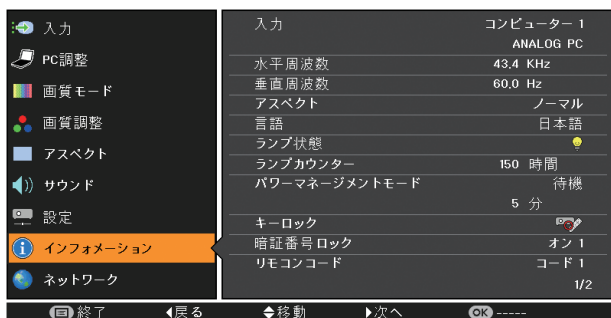 入力
PC調整
画質モード
画質調整
アスペクト
サウンド
設定
インフォメーション
ネットワーク
入力 コンピューター 1
ANALOG PC
水平周波数 43.4 KHz
垂直周波数 60.0 Hz
アスペクト ノーマル
言語 日本語
ランプ状態
ランプカウンター 150 時間
パワーマネージメントモード 待機
5 分
キーロック
暗証番号ロック オン 1
リモコンコード コード 1
1/2
終了 戻る 移動 次へ OK -----